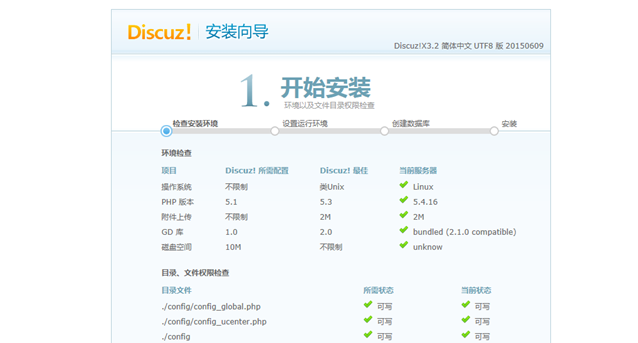 Discuz! 安装向导
Discuz!X3.2 简体中文 UTF8 版 20150609
1. 开始安装
环境以及文件目录权限检查
检查安装环境 设置运行环境 创建数据库 安装
环境检查
项目 Discuz! 所需配置 Discuz! 最佳 当前服务器
操作系统 不限制 类Unix Linux
PHP 版本 5.1 5.3 5.4.16
附件上传 不限制 2M 2M
GD 库 1.0 2.0 bundled (2.1.0 compatible)
磁盘空间 10M 不限制 unknow
目录、文件权限检查
目录文件 所需状态 当前状态
./config/config_global.php 可写 可写
./config/config_ucenter.php 可写 可写
./config 可写 可写